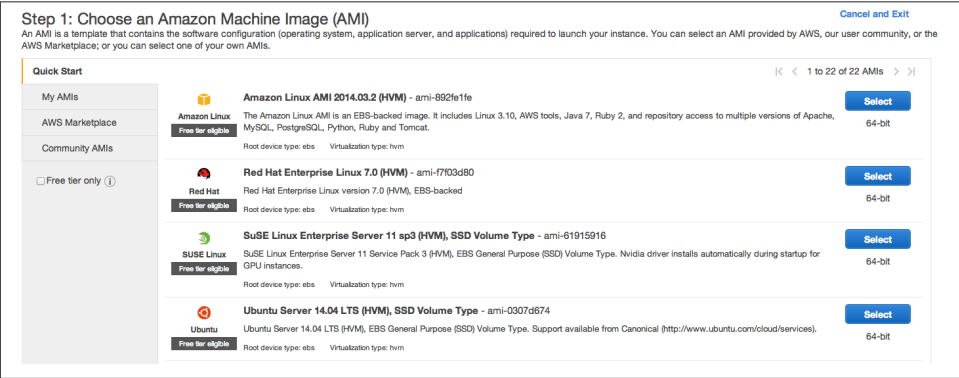 Step 1: Choose an Amazon Machine Image (AMI)
Cancel and Exit
An AMI is a template that contains the software configuration (operating system, application server, and applications) required to launch your instance. You can select an AMI provided by AWS, our user community, or the
AWS Marketplace; or you can select one of your own AMIs.
Quick Start
1 to 22 of 22 AMIs
My AMIs
AWS Marketplace
Community AMIs
Free tier only
Amazon Linux
Free tier eligible
Amazon Linux AMI 2014.03.2 (HVM) - ami-892fe1fe
The Amazon Linux AMI is an EBS-backed image. It includes Linux 3.10, AWS tools, Java 7, Ruby 2, and repository access to multiple versions of Apache,
MySQL, PostgreSQL, Python, Ruby and Tomcat.
Root device type: ebs Virtualization type: hvm
Select
64-bit
Red Hat
Free tier eligible
Red Hat Enterprise Linux 7.0 (HVM) - ami-f7f03d80
Red Hat Enterprise Linux version 7.0 (HVM), EBS-backed
Root device type: ebs Virtualization type: hvm
Select
64-bit
SUSE Linux
Free tier eligible
SuSE Linux Enterprise Server 11 sp3 (HVM), SSD Volume Type - ami-61915916
SuSE Linux Enterprise Server 11 Service Pack 3 (HVM), EBS General Purpose (SSD) Volume Type. Nvidia driver installs automatically during startup for
GPU instances.
Root device type: ebs Virtualization type: hvm
Select
64-bit
Ubuntu
Free tier eligible
Ubuntu Server 14.04 LTS (HVM), SSD Volume Type - ami-0307d674
Ubuntu Server 14.04 LTS (HVM), EBS General Purpose (SSD) Volume Type. Support available from Canonical (http://www.ubuntu.com/cloud/services).
Root device type: ebs Virtualization type: hvm
Select
64-bit